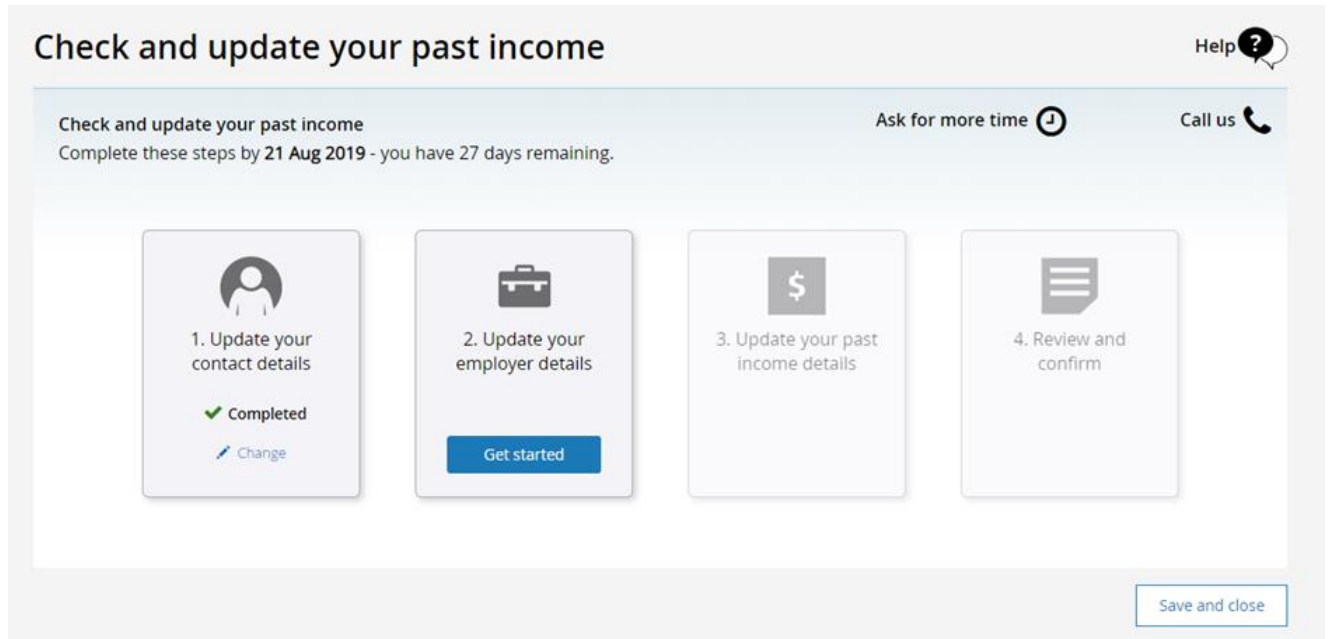 Check and update your past income
Help ?
Check and update your past income
Ask for more time
Call us
Complete these steps by 21 Aug 2019 - you have 27 days remaining.
1. Update your
contact details
Completed
Change
2. Update your
employer details
Get started
$
3. Update your past
income details
4. Review and
confirm
Save and close